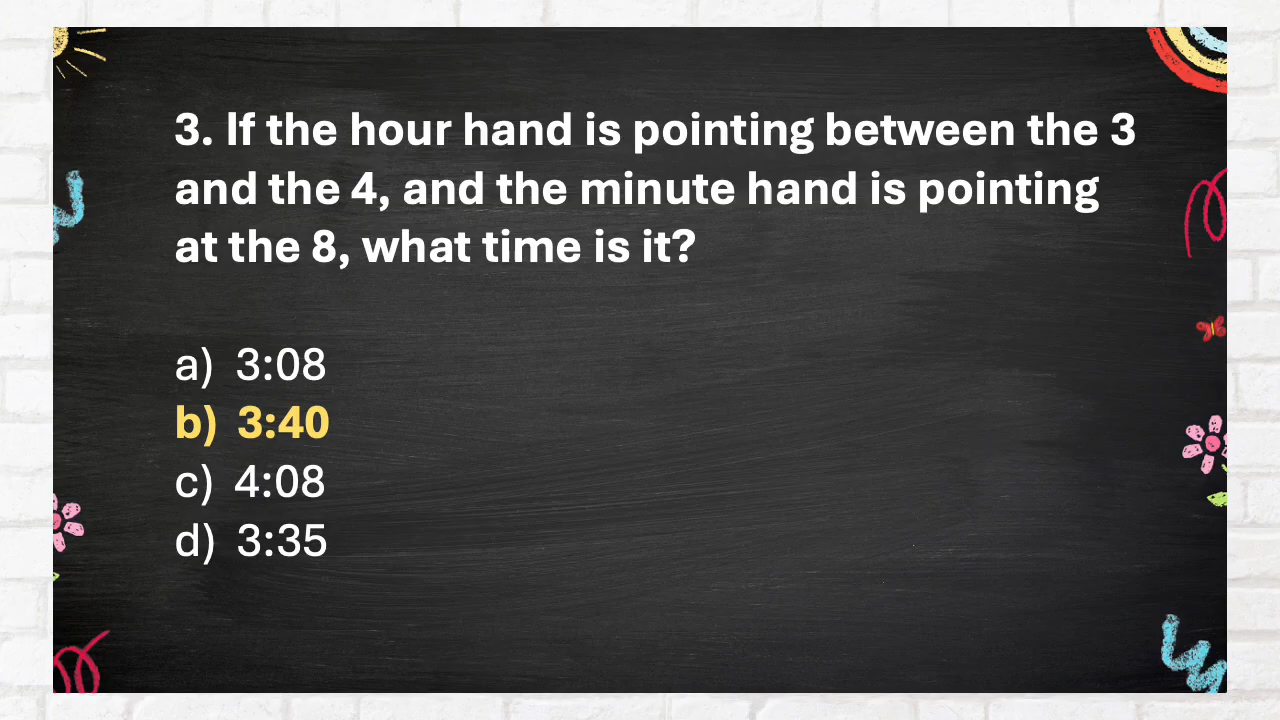 3. If the hour hand is pointing between the 3
and the 4, and the minute hand is pointing
at the 8, what time is it?
a) 3:08
b) 3:40
c) 4:08
d) 3:35